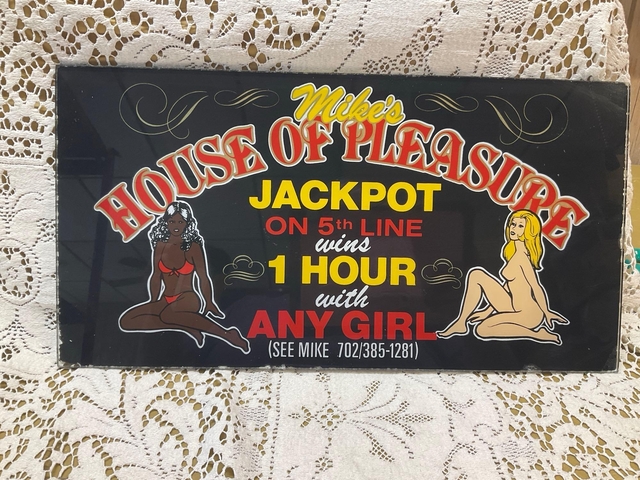 Mike's
HOUSE OF PLEASURE
JACKPOT
ON 5th LINE
wins
1 HOUR
with
ANY GIRL
(SEE MIKE 702/385-1281)